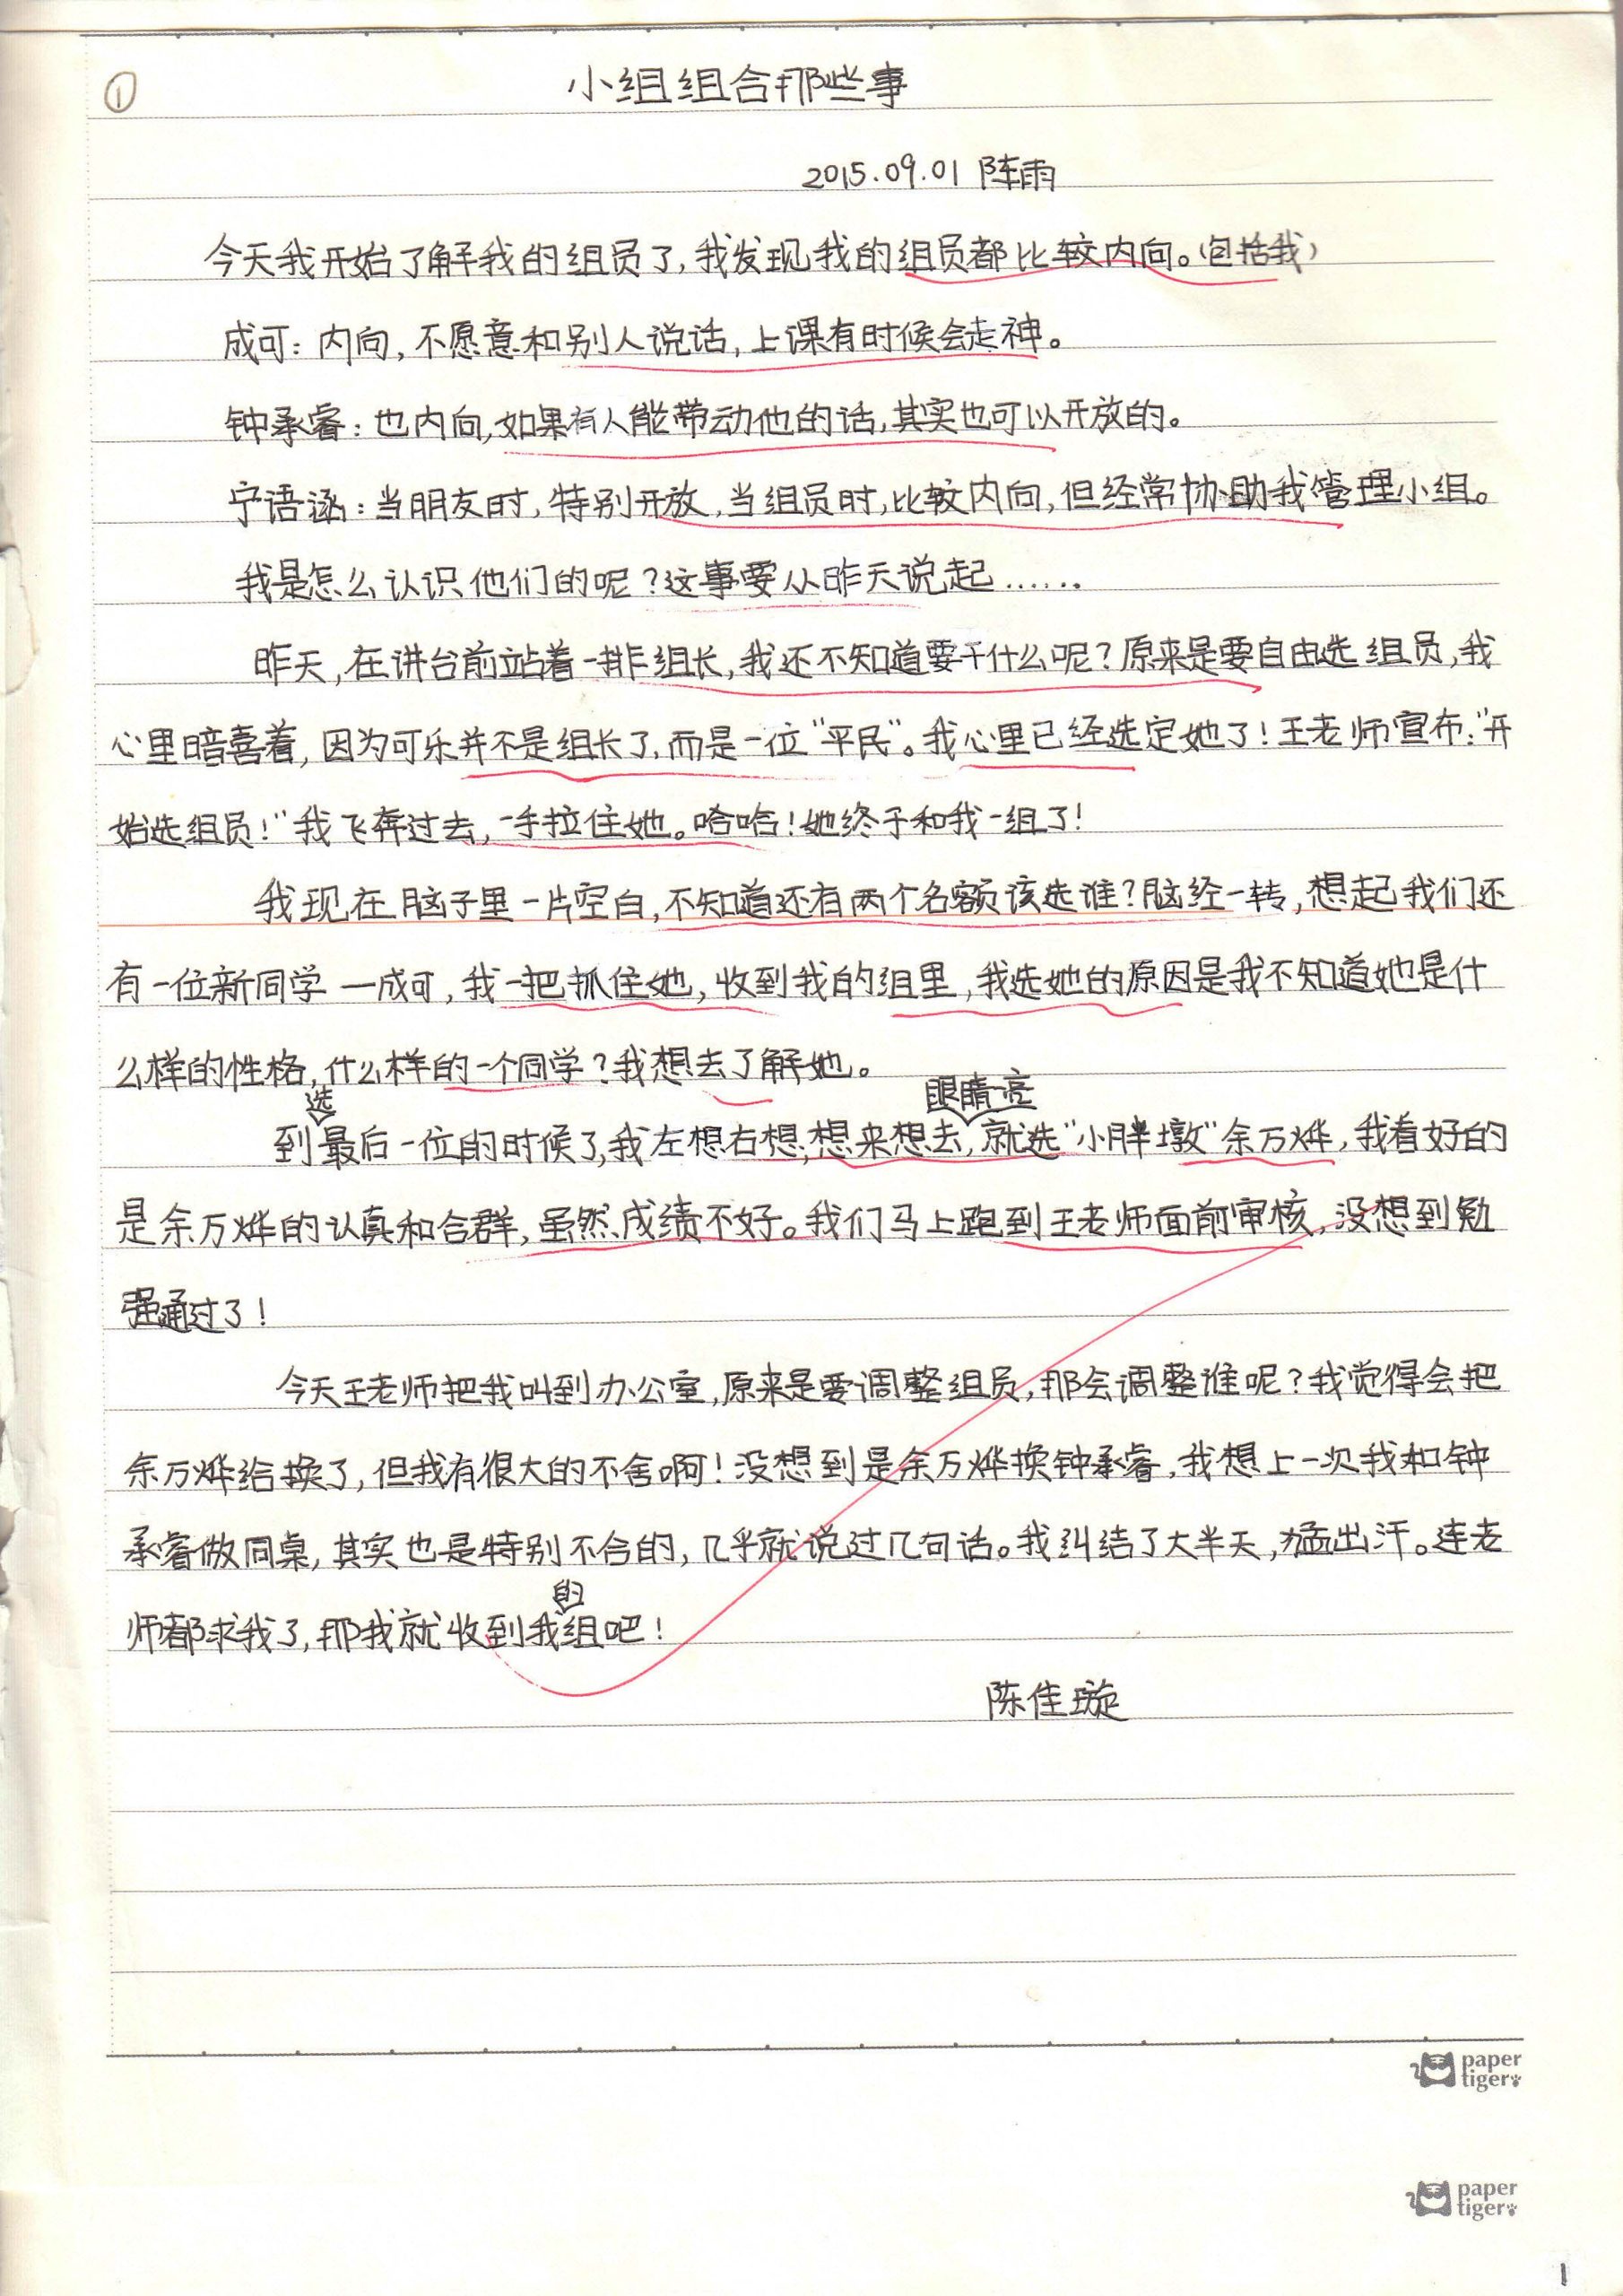 ①
小组组合那些事
2015.09.01 阵雨
今天我开始了解我的组员了,我发现我的组员都比较内向。(包括我)
成可:内向,不愿意和别人说话,上课有时候会走神。
钟承睿:也内向,如果有人能带动他的话,其实也可以开放的。
宁语涵:当朋友时,特别开放,当组员时,比较内向,但经常协助我管理小组。
我是怎么认识他们的呢?这事要从昨天说起……
昨天,在讲台前站着一排组长,我还不知道要干什么呢?原来是要自由选组员,我
心里暗喜着,因为可乐并不是组长了,而是一位“平民”。我心里已经选定她了!王老师宣布:“开
始选组员!”我飞奔过去,一手拉住她。哈哈!她终于和我一组了!
我现在脑子里一片空白,不知道还有两个名额该选谁?脑经一转,想起我们还
有一位新同学—成可,我一把抓住她,收到我的组里,我选她的原因是我不知道她是什
么样的性格,什么样的一个同学?我想去了解她。
到选最后一位的时候了,我左想右想,想来想去,眼睛一亮就选“小胖墩”余万烨,我看好的
是余万烨的认真和合群,虽然成绩不好。我们马上跑到王老师面前审核,没想到勉
强通过了!
今天王老师把我叫到办公室,原来是要调整组员,那会调整谁呢?我觉得会把
余万烨给换了,但我有很大的不舍啊!没想到是余万烨换钟承睿,我想上一次我和钟
承睿做同桌,其实也是特别不合的,几乎就说过几句话。我纠结了大半天,猛出汗。连老
师都求我了,那我就收到我的组吧!
陈佳璇
paper
tiger
paper
tiger
1